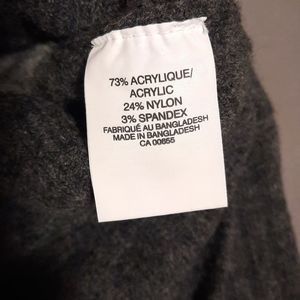 73% ACRYLIQUE/
ACRYLIC
24% NYLON
3% SPANDEX
FABRIQUÉ AU BANGLADESH
MADE IN BANGLADESH
CA 00655